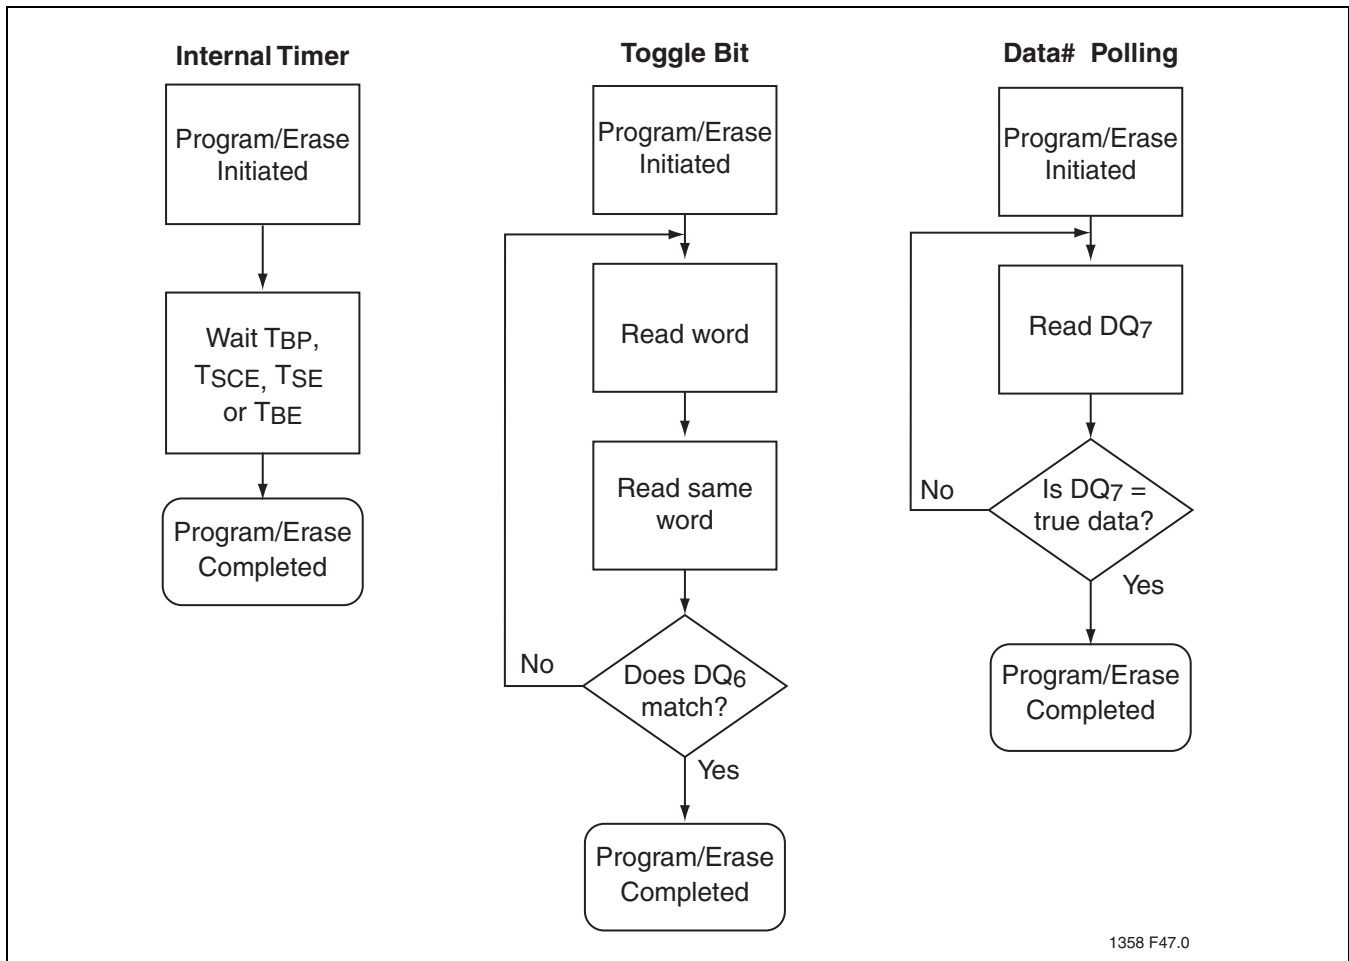 Internal Timer
Program/Erase
Initiated
Wait TBP,
TSCE, TSE
or TBE
Program/Erase
Completed
Toggle Bit
Program/Erase
Initiated
Read word
Read same
word
Does DQ6
match?
No
Yes
Program/Erase
Completed
Data# Polling
Program/Erase
Initiated
Read DQ7
Is DQ7 =
true data?
No
Yes
Program/Erase
Completed
1358 F47.0